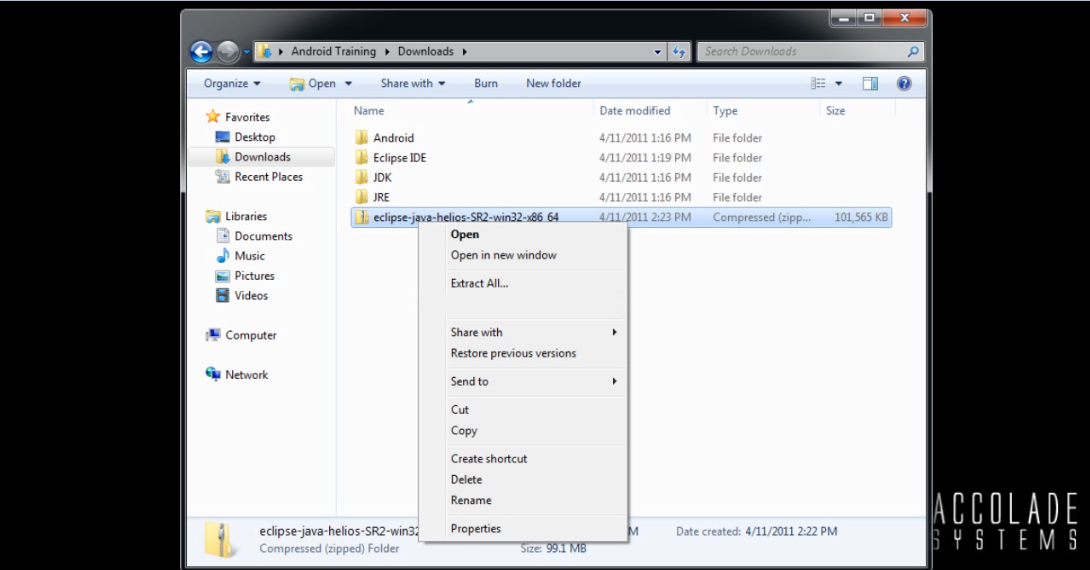 Android Training Downloads
Search Downloads
Organize Open Share with Burn New folder
Name Date modified Type Size
Favorites
Desktop
Downloads
Recent Places
Libraries
Documents
Music
Pictures
Videos
Computer
Network
Android 4/11/2011 1:16 PM File folder
Eclipse IDE 4/11/2011 1:19 PM File folder
JDK 4/11/2011 1:16 PM File folder
JRE 4/11/2011 1:16 PM File folder
eclipse-java-helios-SR2-win32-x86_64 4/11/2011 2:23 PM Compressed (zipp... 101,565 KB
Open
Open in new window
Extract All...
Share with
Restore previous versions
Send to
Cut
Copy
Create shortcut
Delete
Rename
Properties
eclipse-java-helios-SR2-win32 M Date created: 4/11/2011 2:22 PM
Compressed (zipped) Folder Size: 99.1 MB
ACCOLADE
SYSTEMS